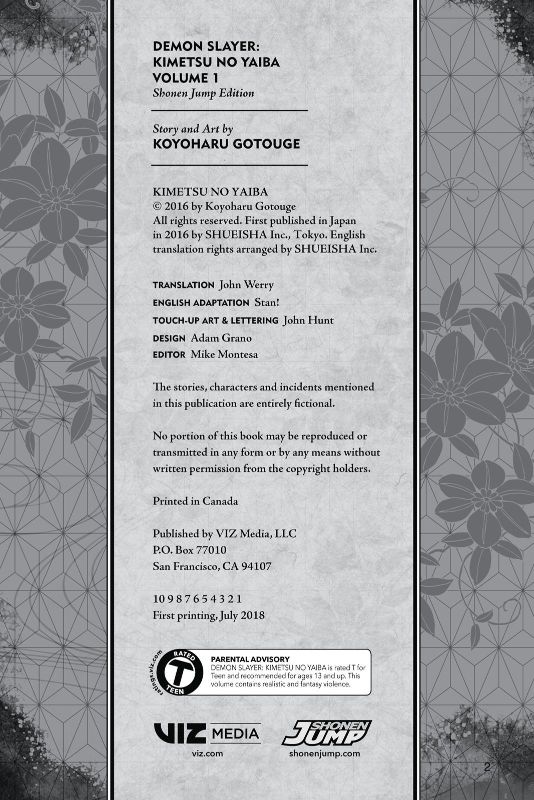 DEMON SLAYER:
KIMETSU NO YAIBA
VOLUME 1
Shonen Jump Edition
Story and Art by
KOYOHARU GOTOUGE
KIMETSU NO YAIBA
© 2016 by Koyoharu Gotouge
All rights reserved. First published in Japan
in 2016 by SHUEISHA Inc., Tokyo. English
translation rights arranged by SHUEISHA Inc.
TRANSLATION John Werry
ENGLISH ADAPTATION Stan!
TOUCH-UP ART & LETTERING John Hunt
DESIGN Adam Grano
EDITOR Mike Montesa
The stories, characters and incidents mentioned
in this publication are entirely fictional.
No portion of this book may be reproduced or
transmitted in any form or by any means without
written permission from the copyright holders.
Printed in Canada
Published by VIZ Media, LLC
P.O. Box 77010
San Francisco, CA 94107
10 9 8 7 6 5 4 3 2 1
First printing, July 2018
ratings.viz.com
RATED
T
TEEN
PARENTAL ADVISORY
DEMON SLAYER: KIMETSU NO YAIBA is rated T for
Teen and recommended for ages 13 and up. This
volume contains realistic and fantasy violence.
VIZ MEDIA
viz.com
SHONEN
JUMP
shonenjump.com
2